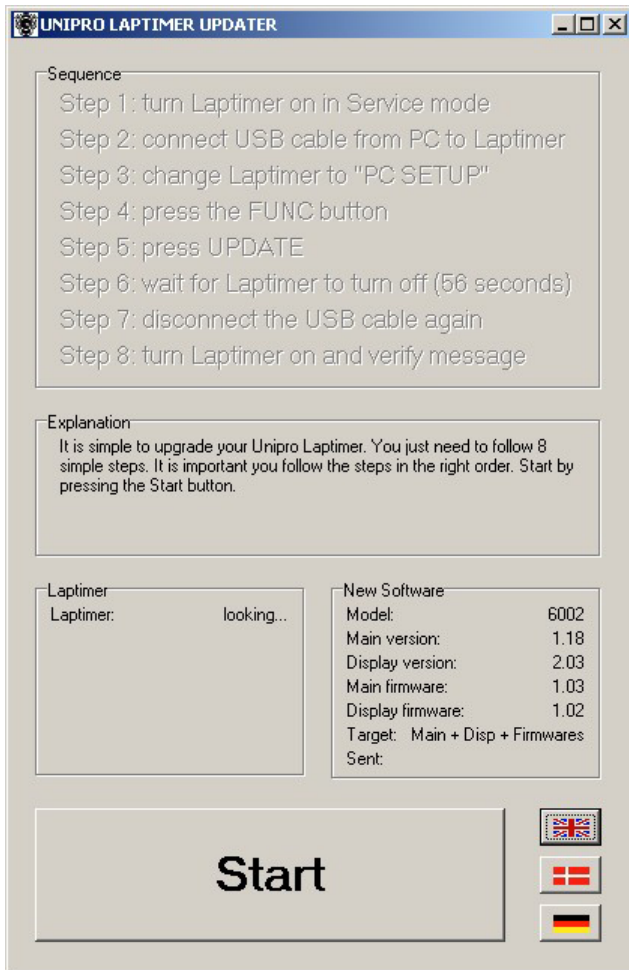 UNIPRO LAPTIMER UPDATER
Sequence
Step 1: turn Laptimer on in Service mode
Step 2: connect USB cable from PC to Laptimer
Step 3: change Laptimer to "PC SETUP"
Step 4: press the FUNC button
Step 5: press UPDATE
Step 6: wait for Laptimer to turn off (56 seconds)
Step 7: disconnect the USB cable again
Step 8: turn Laptimer on and verify message
Explanation
It is simple to upgrade your Unipro Laptimer. You just need to follow 8
simple steps. It is important you follow the steps in the right order. Start by
pressing the Start button.
Laptimer
Laptimer: looking...
New Software
Model: 6002
Main version: 1.18
Display version: 2.03
Main firmware: 1.03
Display firmware: 1.02
Target: Main + Disp + Firmwares
Sent:
Start